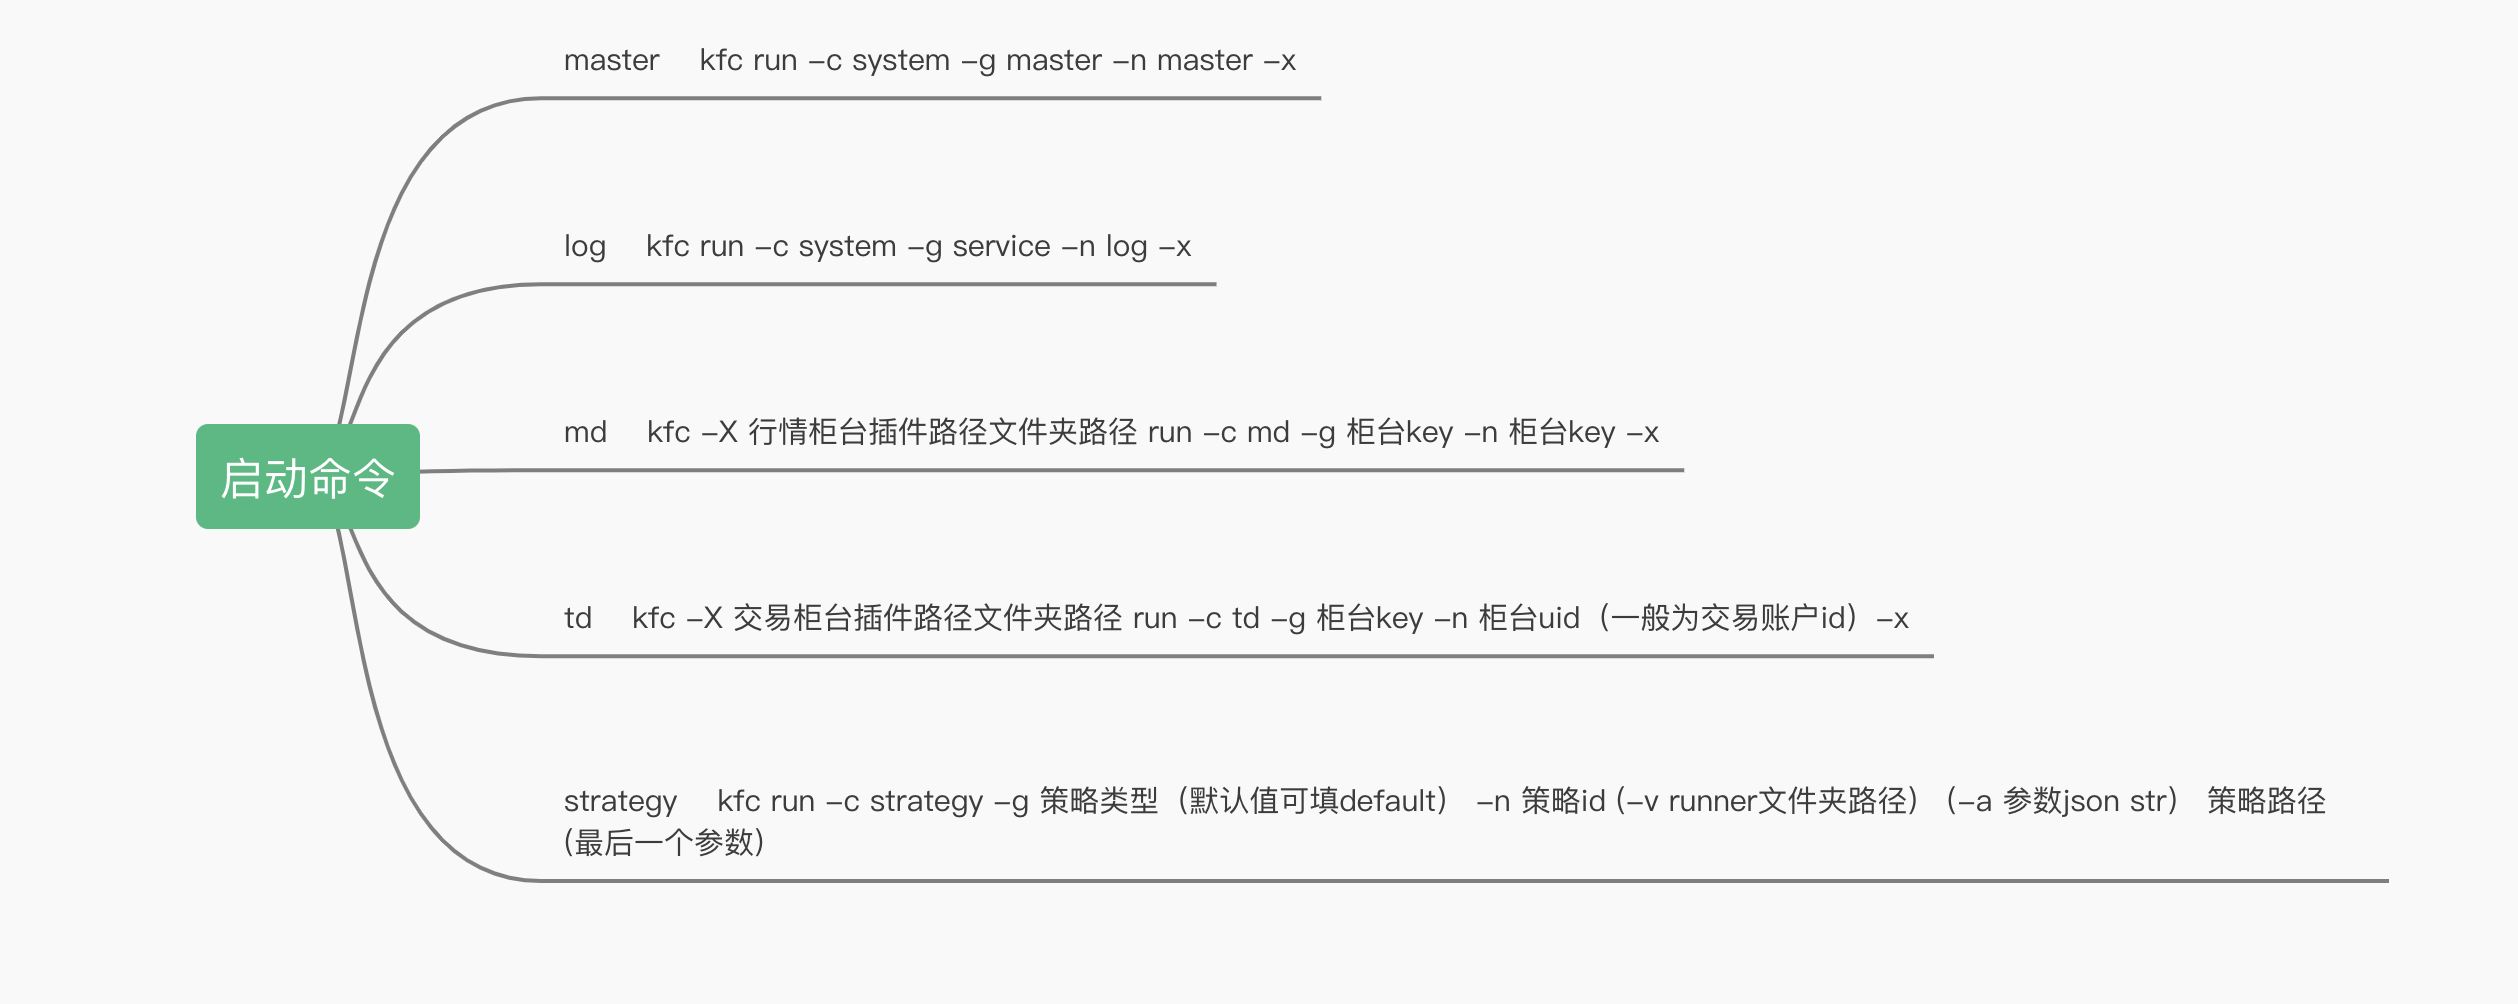 master kfc run –c system –g master –n master –x
log kfc run –c system –g service –n log –x
md kfc –X 行情柜台插件路径文件夹路径 run –c md –g 柜台key –n 柜台key –x
启动命令
td kfc –X 交易柜台插件路径文件夹路径 run –c td –g 柜台key –n 柜台uid（一般为交易账户id）–x
strategy kfc run –c strategy –g 策略类型（默认值可填default） –n 策略id (–v runner文件夹路径）（–a 参数json str） 策略路径
(最后一个参数)